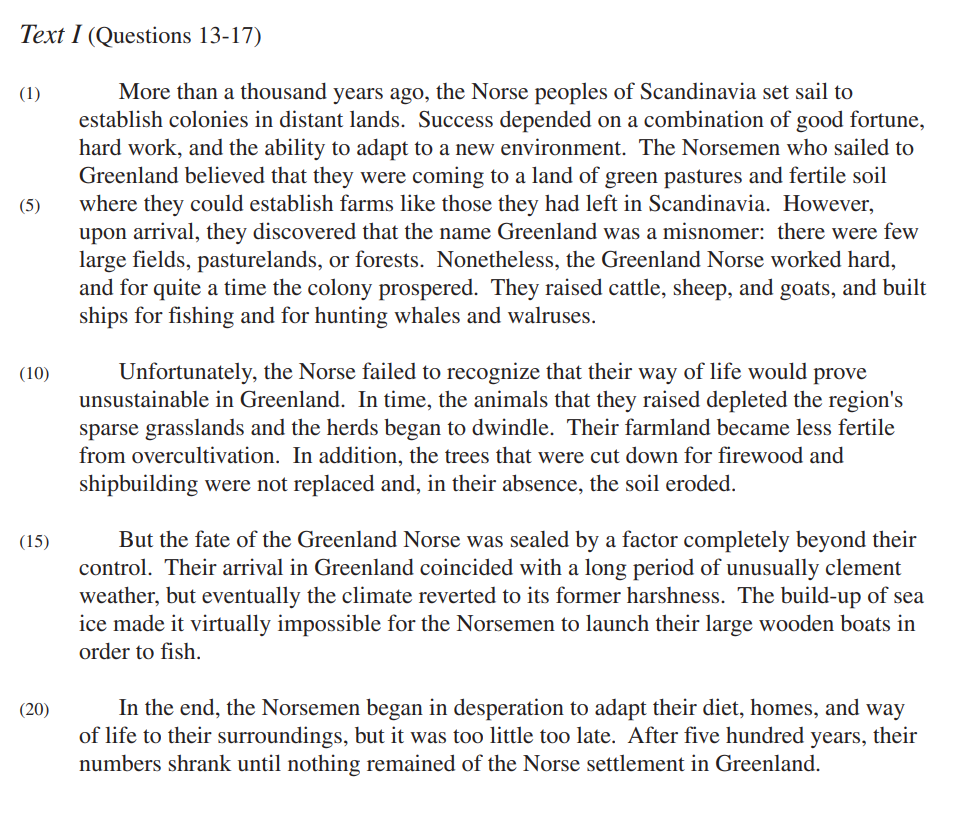 Text I (Questions 13-17)
(1) More than a thousand years ago, the Norse peoples of Scandinavia set sail to
establish colonies in distant lands.  Success depended on a combination of good fortune,
hard work, and the ability to adapt to a new environment.  The Norsemen who sailed to
Greenland believed that they were coming to a land of green pastures and fertile soil
(5) where they could establish farms like those they had left in Scandinavia.  However,
upon arrival, they discovered that the name Greenland was a misnomer:  there were few
large fields, pasturelands, or forests.  Nonetheless, the Greenland Norse worked hard,
and for quite a time the colony prospered.  They raised cattle, sheep, and goats, and built
ships for fishing and for hunting whales and walruses.
(10) Unfortunately, the Norse failed to recognize that their way of life would prove
unsustainable in Greenland.  In time, the animals that they raised depleted the region's
sparse grasslands and the herds began to dwindle.  Their farmland became less fertile
from overcultivation.  In addition, the trees that were cut down for firewood and
shipbuilding were not replaced and, in their absence, the soil eroded.
(15) But the fate of the Greenland Norse was sealed by a factor completely beyond their
control.  Their arrival in Greenland coincided with a long period of unusually clement
weather, but eventually the climate reverted to its former harshness.  The build-up of sea
ice made it virtually impossible for the Norsemen to launch their large wooden boats in
order to fish.
(20) In the end, the Norsemen began in desperation to adapt their diet, homes, and way
of life to their surroundings, but it was too little too late.  After five hundred years, their
numbers shrank until nothing remained of the Norse settlement in Greenland.